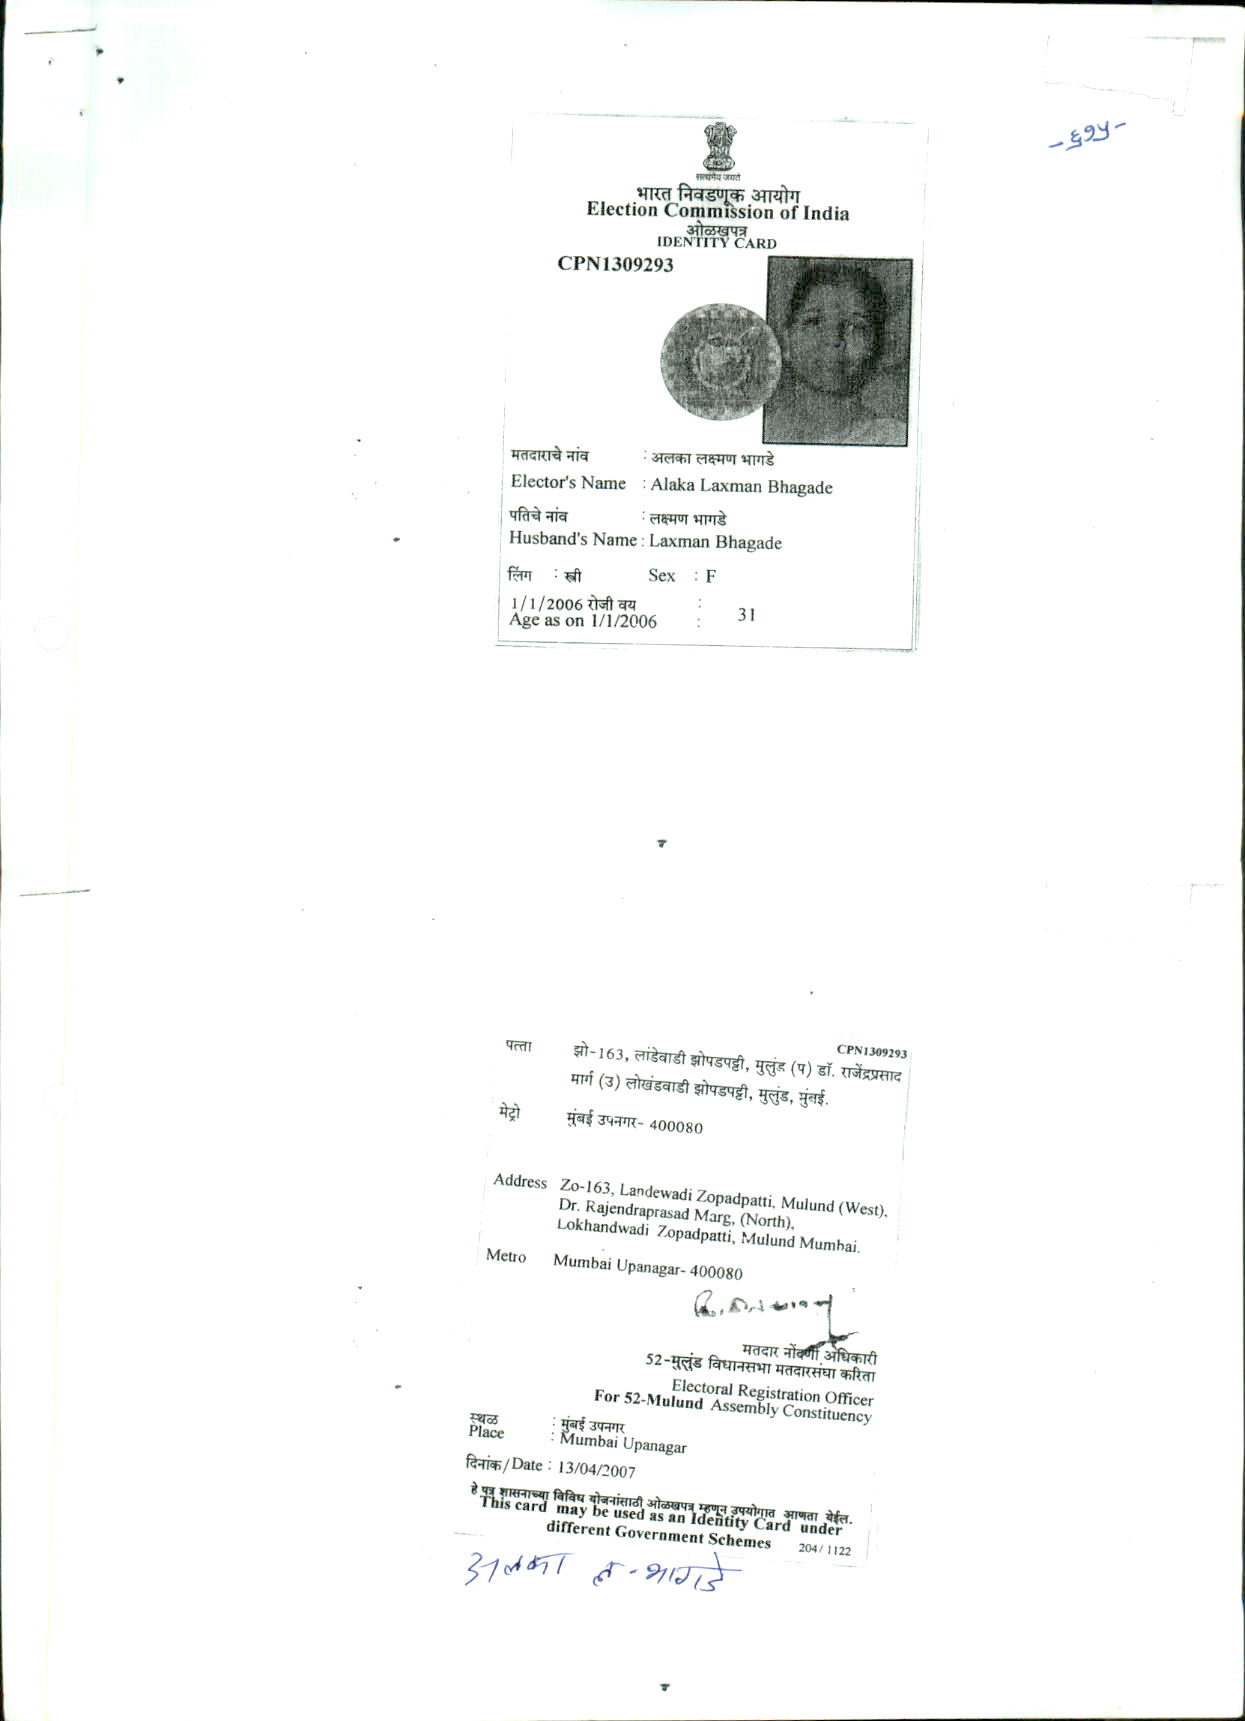 -६७५-
सत्यमेव जयते
भारत निवडणूक आयोग
Election Commission of India
ओळखपत्र
IDENTITY CARD
CPN1309293
मतदाराचे नांव : अलका लक्ष्मण भागडे
Elector's Name : Alaka Laxman Bhagade
पतिचे नांव : लक्ष्मण भागडे
Husband's Name : Laxman Bhagade
लिंग : स्त्री Sex : F
1/1/2006 रोजी वय :
Age as on 1/1/2006 : 31
CPN1309293
पत्ता झो-163, लांडेवाडी झोपडपट्टी, मुलुंड (प) डॉ. राजेंद्रप्रसाद
मार्ग (उ) लोखंडवाडी झोपडपट्टी, मुलुंड, मुंबई.
मेट्रो मुंबई उपनगर- 400080
Address Zo-163, Landewadi Zopadpatti, Mulund (West),
Dr. Rajendraprasad Marg, (North),
Lokhandwadi Zopadpatti, Mulund Mumbai.
Metro Mumbai Upanagar- 400080
मतदार नोंदणी अधिकारी
52-मुलुंड विधानसभा मतदारसंघा करिता
Electoral Registration Officer
For 52-Mulund Assembly Constituency
स्थळ : मुंबई उपनगर
Place : Mumbai Upanagar
दिनांक/Date : 13/04/2007
हे पत्र शासनाच्या विविध योजनांसाठी ओळखपत्र म्हणून उपयोगात आणता येईल.
This card may be used as an Identity Card under
different Government Schemes 204/1122
अलका ल. भागडे